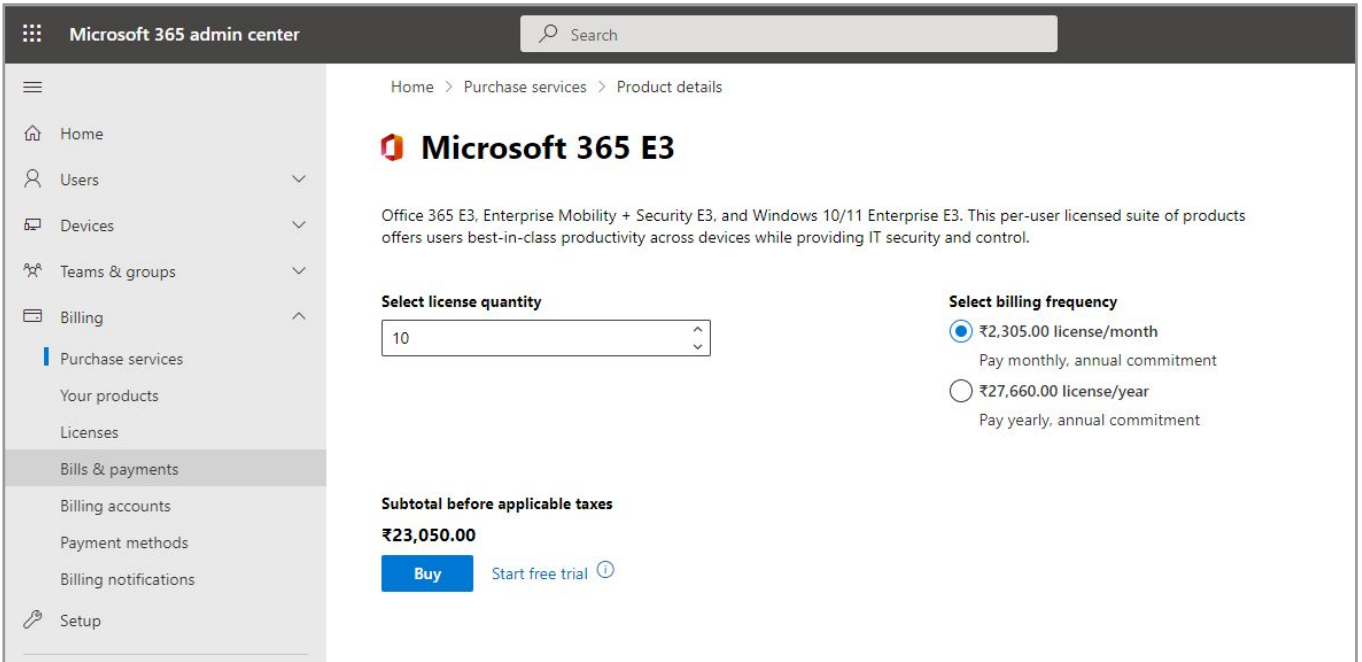 Microsoft 365 admin center
Search
Home
Users
Devices
Teams & groups
Billing
Purchase services
Your products
Licenses
Bills & payments
Billing accounts
Payment methods
Billing notifications
Setup
Home > Purchase services > Product details
Microsoft 365 E3
Office 365 E3, Enterprise Mobility + Security E3, and Windows 10/11 Enterprise E3. This per-user licensed suite of products
offers users best-in-class productivity across devices while providing IT security and control.
Select license quantity
10
Select billing frequency
₹2,305.00 license/month
Pay monthly, annual commitment
₹27,660.00 license/year
Pay yearly, annual commitment
Subtotal before applicable taxes
₹23,050.00
Buy
Start free trial